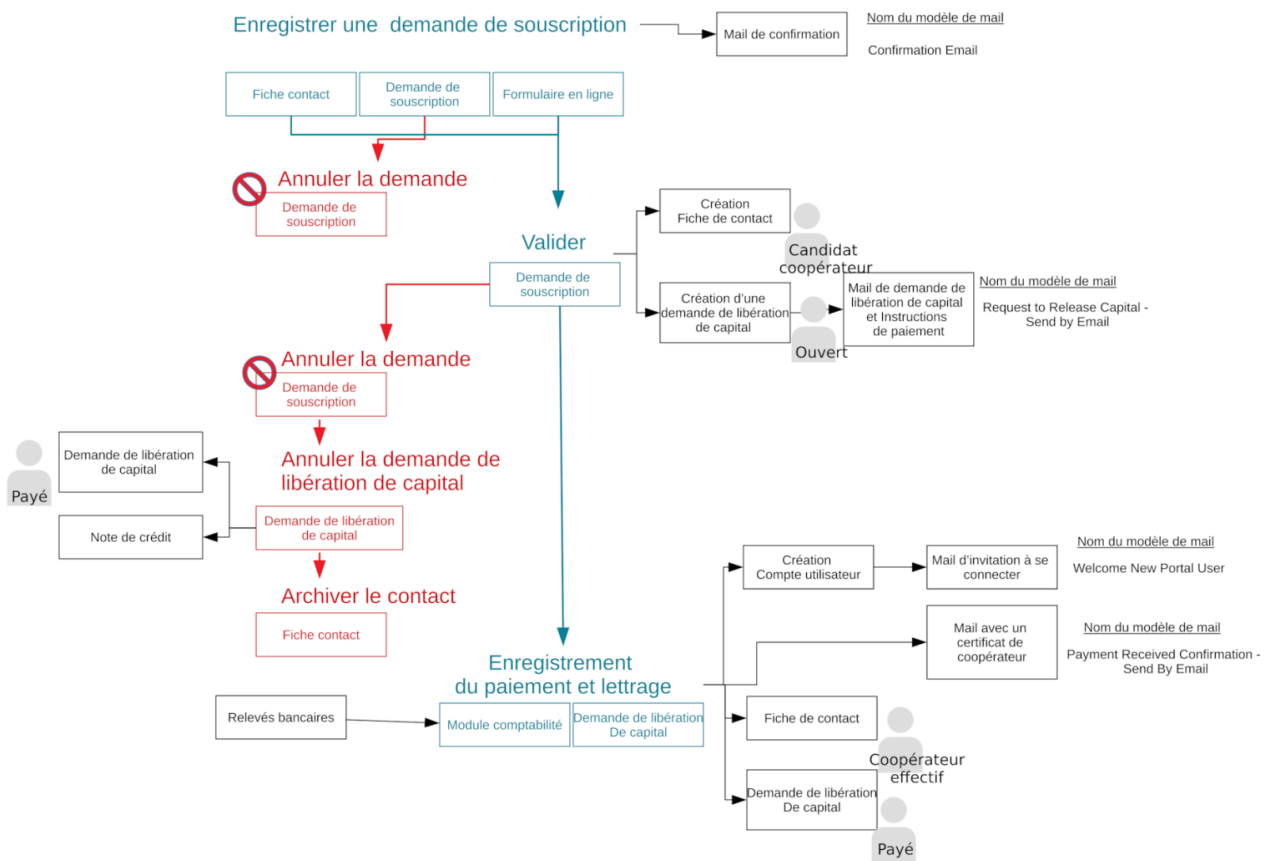 Enregistrer une demande de souscription
Mail de confirmation
Nom du modèle de mail
Confirmation Email
Fiche contact
Demande de
souscription
Formulaire en ligne
Annuler la demande
Demande de
souscription
Valider
Demande de
souscription
Création
Fiche de contact
Candidat
coopérateur
Création d'une
demande de libération
de capital
Ouvert
Mail de demande de
libération de capital
et Instructions
de paiement
Nom du modèle de mail
Request to Release Capital -
Send by Email
Annuler la demande
Demande de
souscription
Annuler la demande de
libération de capital
Demande de libération
de capital
Payé
Demande de libération
de capital
Note de crédit
Archiver le contact
Fiche contact
Enregistrement
du paiement et lettrage
Relevés bancaires
Module comptabilité
Demande de libération
De capital
Création
Compte utilisateur
Mail d'invitation à se
connecter
Nom du modèle de mail
Welcome New Portal User
Mail avec un
certificat de
coopérateur
Nom du modèle de mail
Payment Received Confirmation -
Send By Email
Fiche de contact
Coopérateur
effectif
Demande de libération
De capital
Payé